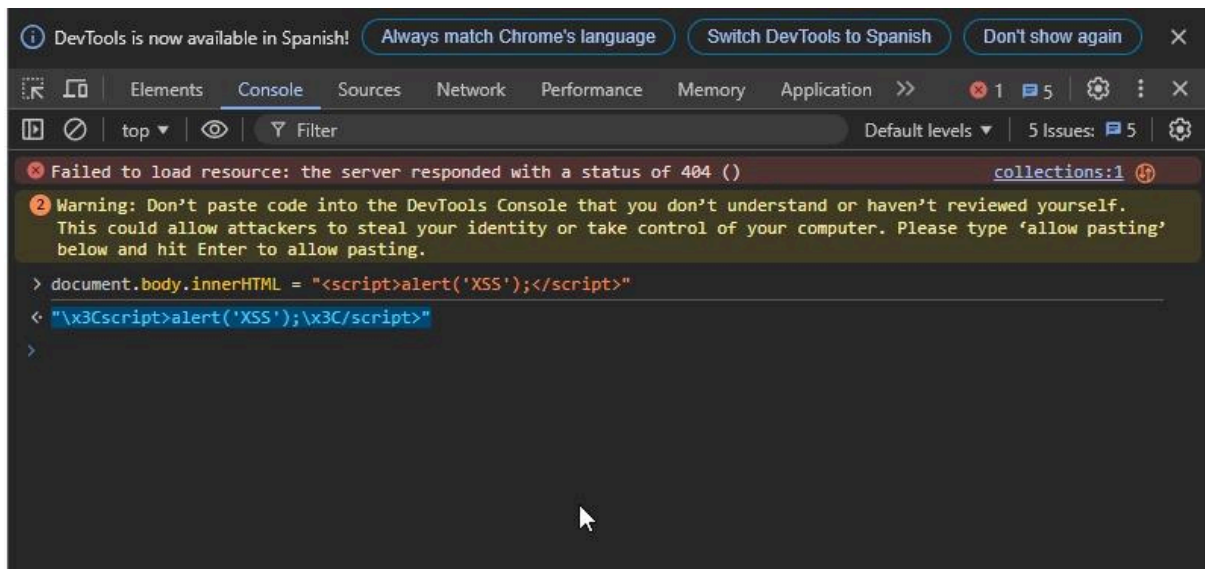 DevTools is now available in Spanish! Always match Chrome's language Switch DevTools to Spanish Don't show again
Elements Console Sources Network Performance Memory Application 1 5
top Filter Default levels 5 Issues: 5
Failed to load resource: the server responded with a status of 404 () collections:1
2 Warning: Don’t paste code into the DevTools Console that you don’t understand or haven’t reviewed yourself.
This could allow attackers to steal your identity or take control of your computer. Please type ‘allow pasting’
below and hit Enter to allow pasting.
> document.body.innerHTML = "<script>alert('XSS');</script>"
"\x3Cscript>alert('XSS');\x3C/script>"
>